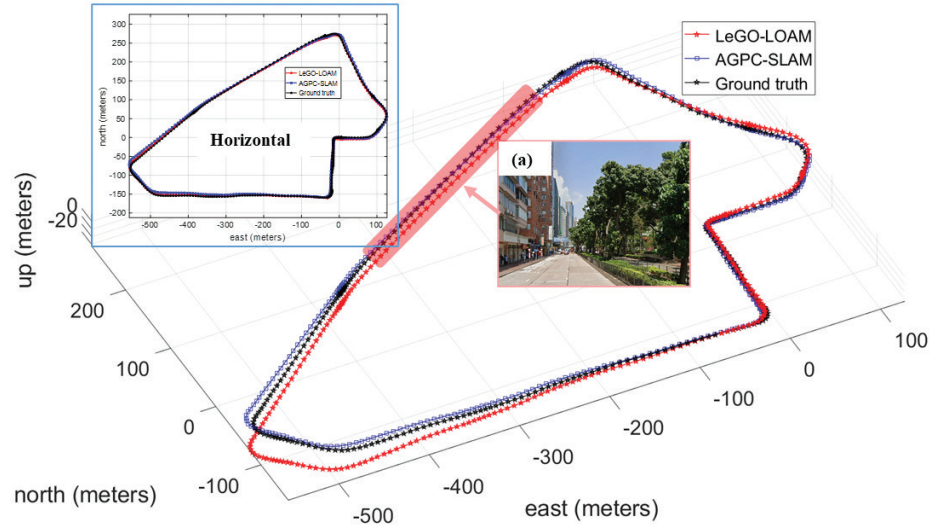 LeGO-LOAM
AGPC-SLAM
Ground truth
north (meters)
300
250
200
150
100
50
0
-50
-100
-150
-200
LeGO-LOAM
AGPC-SLAM
Ground truth
Horizontal
-500
-400
-300
-200
-100
0
100
east (meters)
(a)
up (meters)
0
-20
200
100
0
-100
north (meters)
-500
-400
-300
-200
-100
0
100
east (meters)